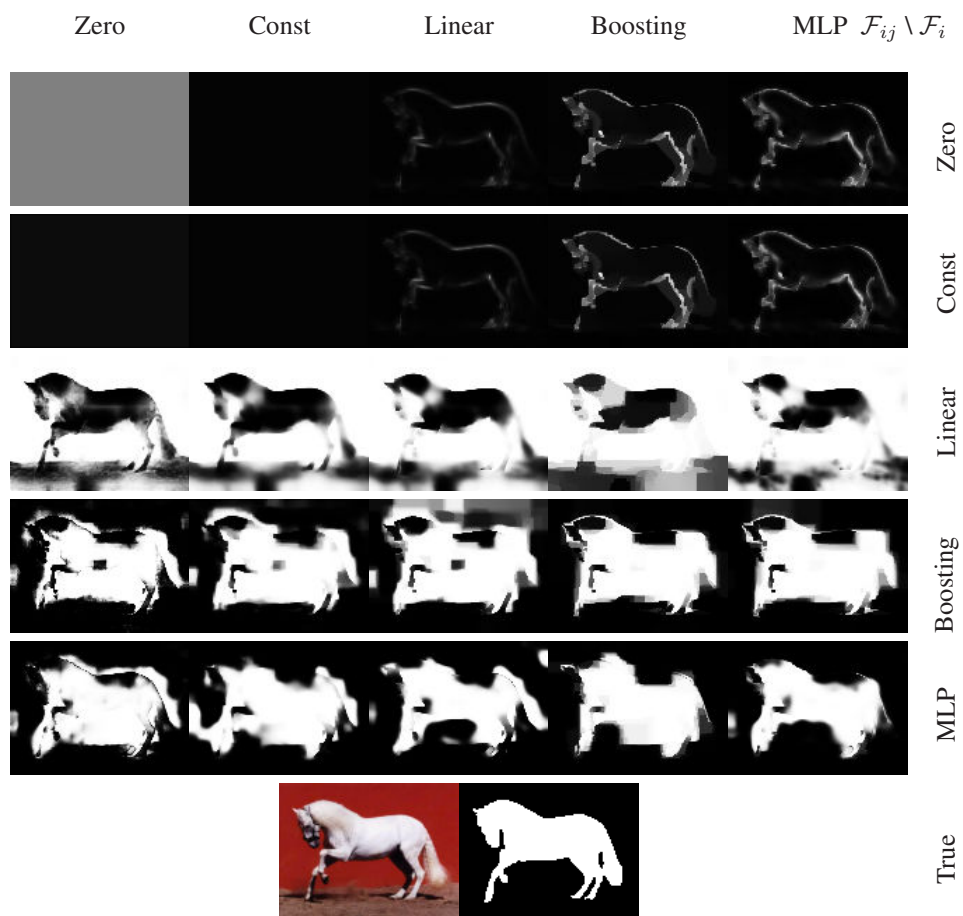 Zero Const Linear Boosting MLP $\mathcal{F}_{ij} \setminus \mathcal{F}_i$
Zero
Const
Linear
Boosting
MLP
True